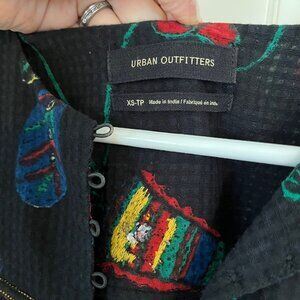 URBAN OUTFITTERS
XS-TP Made in India / Fabriqué en Inde